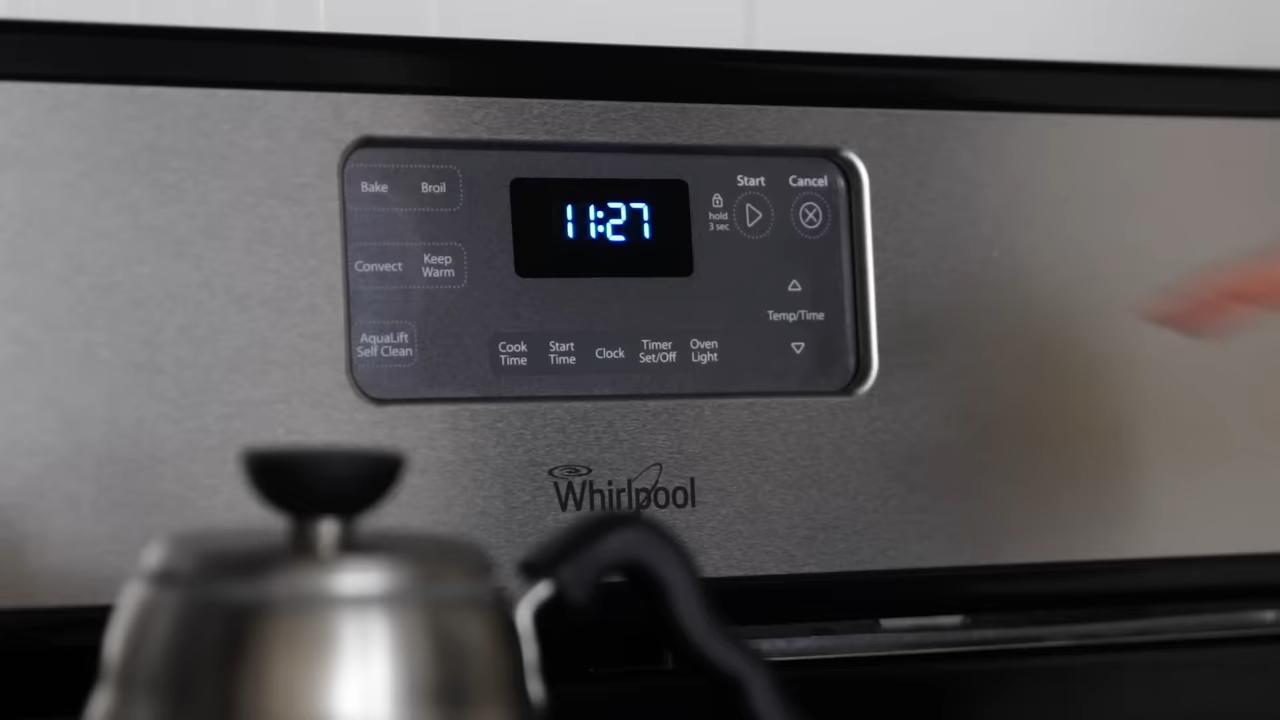 Bake Broil
Convect Keep Warm
AquaLift Self Clean
11:27
hold
3 sec
Start Cancel
Temp/Time
Cook Time
Start Time
Clock
Timer Set/Off
Oven Light
Whirlpool